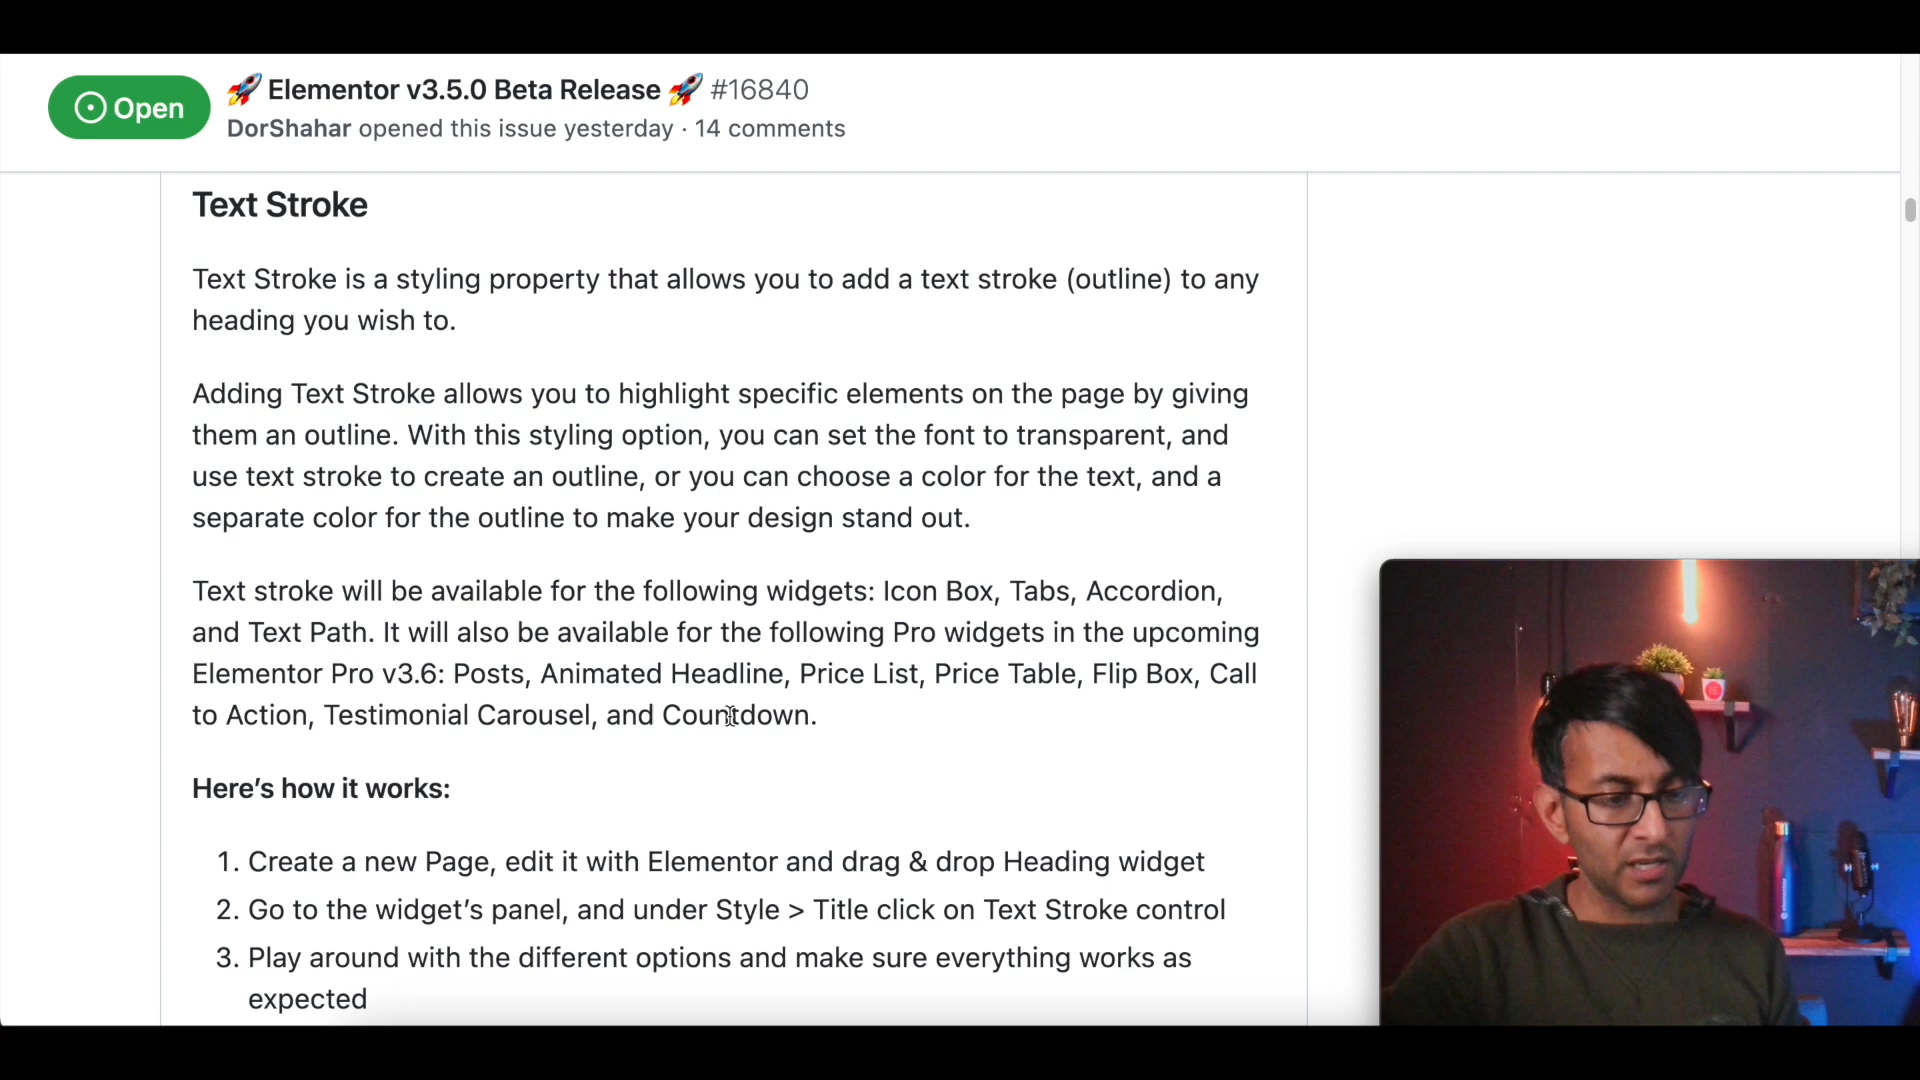 Open
🚀 Elementor v3.5.0 Beta Release 🚀 #16840
DorShahar opened this issue yesterday · 14 comments
Text Stroke
Text Stroke is a styling property that allows you to add a text stroke (outline) to any
heading you wish to.
Adding Text Stroke allows you to highlight specific elements on the page by giving
them an outline. With this styling option, you can set the font to transparent, and
use text stroke to create an outline, or you can choose a color for the text, and a
separate color for the outline to make your design stand out.
Text stroke will be available for the following widgets: Icon Box, Tabs, Accordion,
and Text Path. It will also be available for the following Pro widgets in the upcoming
Elementor Pro v3.6: Posts, Animated Headline, Price List, Price Table, Flip Box, Call
to Action, Testimonial Carousel, and Countdown.
Here’s how it works:
1. Create a new Page, edit it with Elementor and drag & drop Heading widget
2. Go to the widget’s panel, and under Style > Title click on Text Stroke control
3. Play around with the different options and make sure everything works as
expected